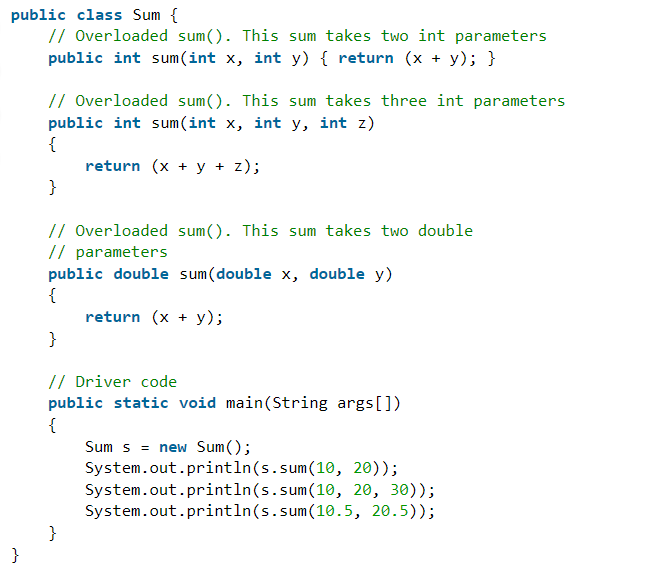 public class Sum {
    // Overloaded sum(). This sum takes two int parameters
    public int sum(int x, int y) { return (x + y); }

    // Overloaded sum(). This sum takes three int parameters
    public int sum(int x, int y, int z)
    {
        return (x + y + z);
    }

    // Overloaded sum(). This sum takes two double
    // parameters
    public double sum(double x, double y)
    {
        return (x + y);
    }

    // Driver code
    public static void main(String args[])
    {
        Sum s = new Sum();
        System.out.println(s.sum(10, 20));
        System.out.println(s.sum(10, 20, 30));
        System.out.println(s.sum(10.5, 20.5));
    }
}